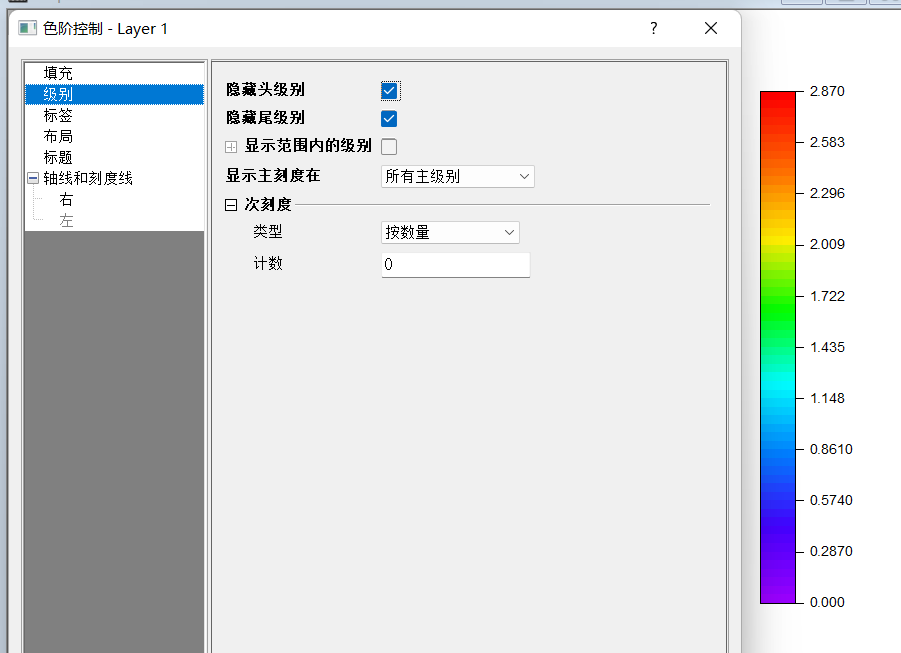 色阶控制 - Layer 1
?
填充
级别
标签
布局
标题
轴线和刻度线
右
左
隐藏头级别
隐藏尾级别
显示范围内的级别
显示主刻度在 所有主级别
次刻度
类型 按数量
计数 0
2.870
2.583
2.296
2.009
1.722
1.435
1.148
0.8610
0.5740
0.2870
0.000